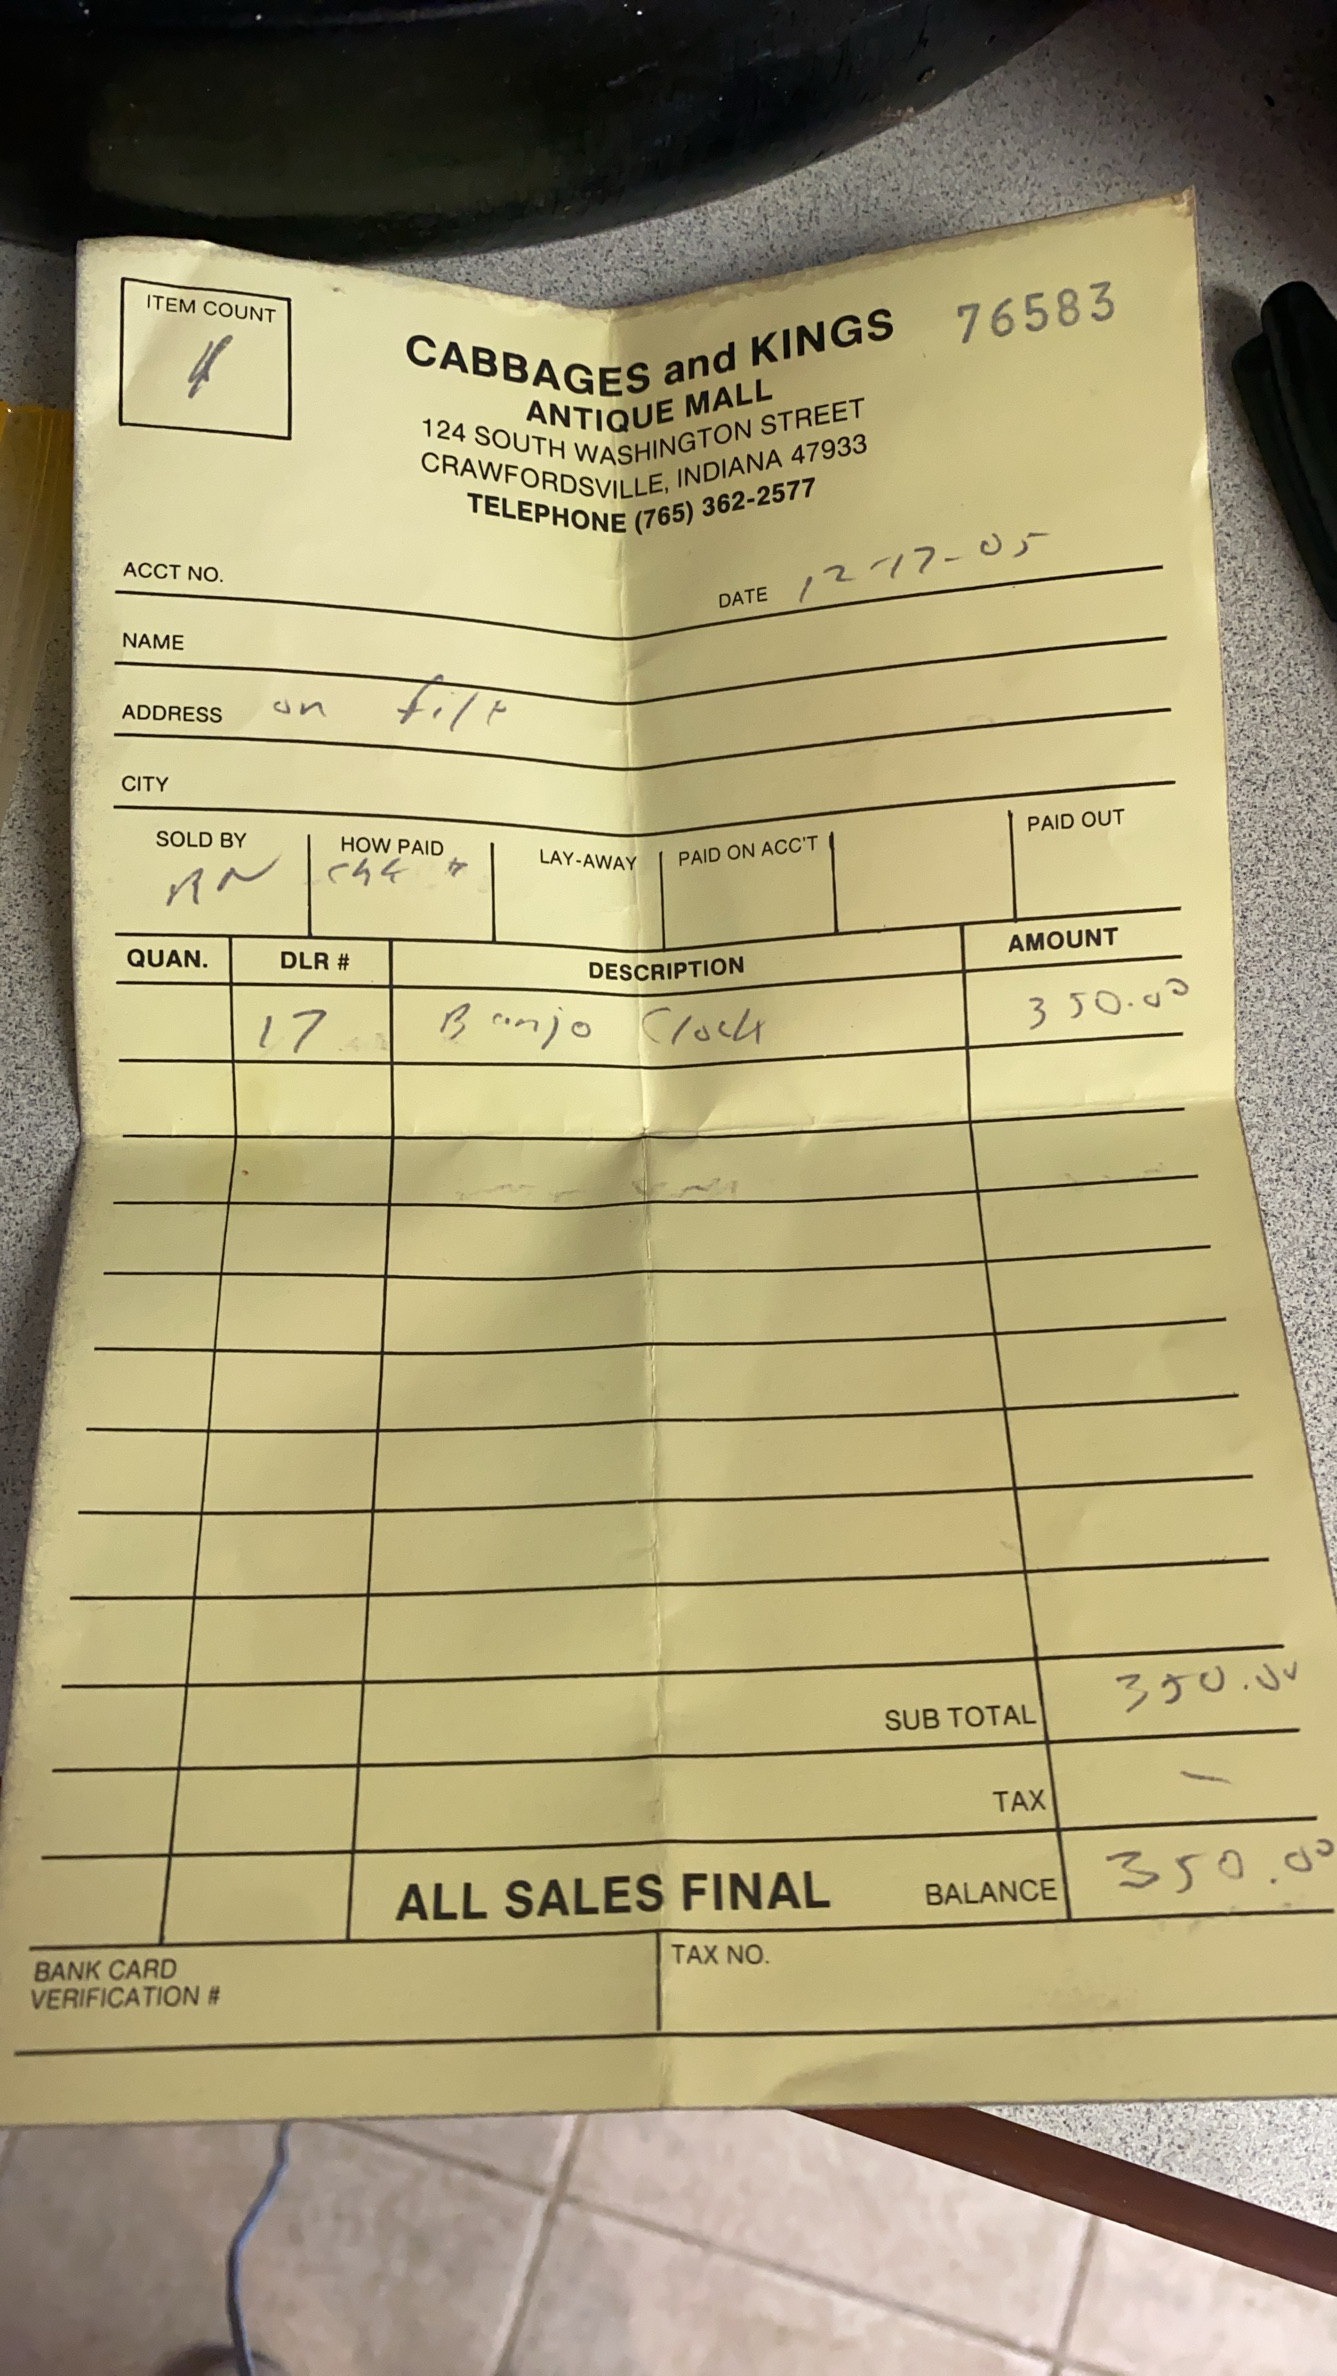 ITEM COUNT
CABBAGES and KINGS 76583
ANTIQUE MALL
124 SOUTH WASHINGTON STREET
CRAWFORDSVILLE, INDIANA 47933
TELEPHONE (765) 362-2577
ACCT NO. DATE 12-17-05
NAME
ADDRESS on file
CITY
SOLD BY HOW PAID LAY-AWAY PAID ON ACC'T PAID OUT
QUAN. DLR # DESCRIPTION AMOUNT
17 Banjo Clock 350.00
SUB TOTAL 350.00
TAX —
ALL SALES FINAL BALANCE 350.00
BANK CARD TAX NO.
VERIFICATION #